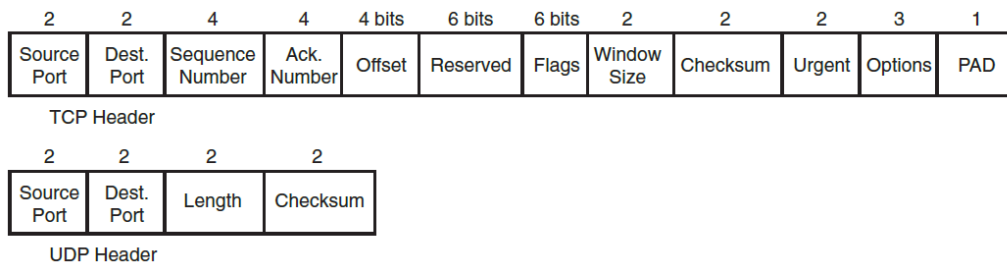 2 2 4 4 4 bits 6 bits 6 bits 2 2 2 3 1
Source Port Dest. Port Sequence Number Ack. Number Offset Reserved Flags Window Size Checksum Urgent Options PAD
TCP Header
2 2 2 2
Source Port Dest. Port Length Checksum
UDP Header